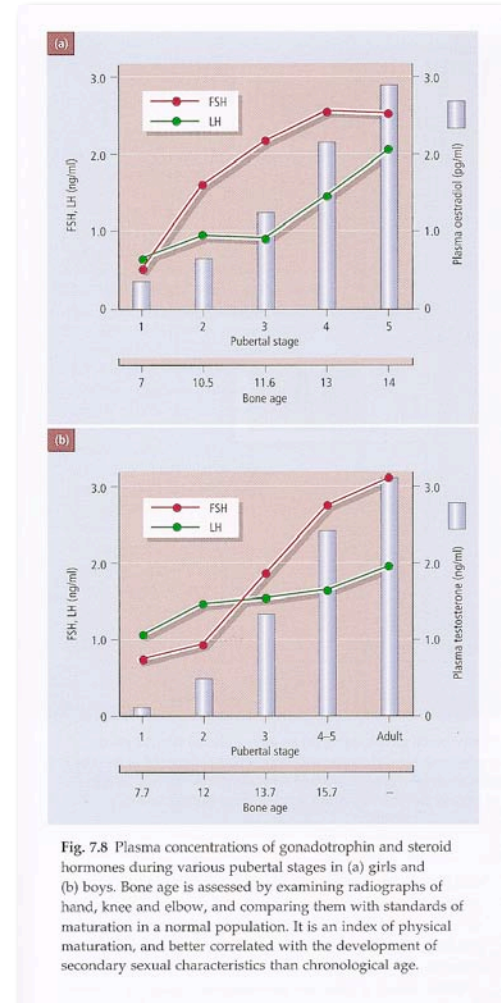 (a)
3.0
3.0
FSH
LH
2.0
2.0
FSH, LH (ng/ml)
Plasma oestradiol (pg/ml)
1.0
1.0
0
0
1 2 3 4 5
Pubertal stage
7 10.5 11.6 13 14
Bone age
(b)
3.0
3.0
FSH
LH
2.0
2.0
FSH, LH (ng/ml)
Plasma testosterone (ng/ml)
1.0
1.0
0
0
1 2 3 4–5 Adult
Pubertal stage
7.7 12 13.7 15.7 –
Bone age
Fig. 7.8 Plasma concentrations of gonadotrophin and steroid
hormones during various pubertal stages in (a) girls and
(b) boys. Bone age is assessed by examining radiographs of
hand, knee and elbow, and comparing them with standards of
maturation in a normal population. It is an index of physical
maturation, and better correlated with the development of
secondary sexual characteristics than chronological age.